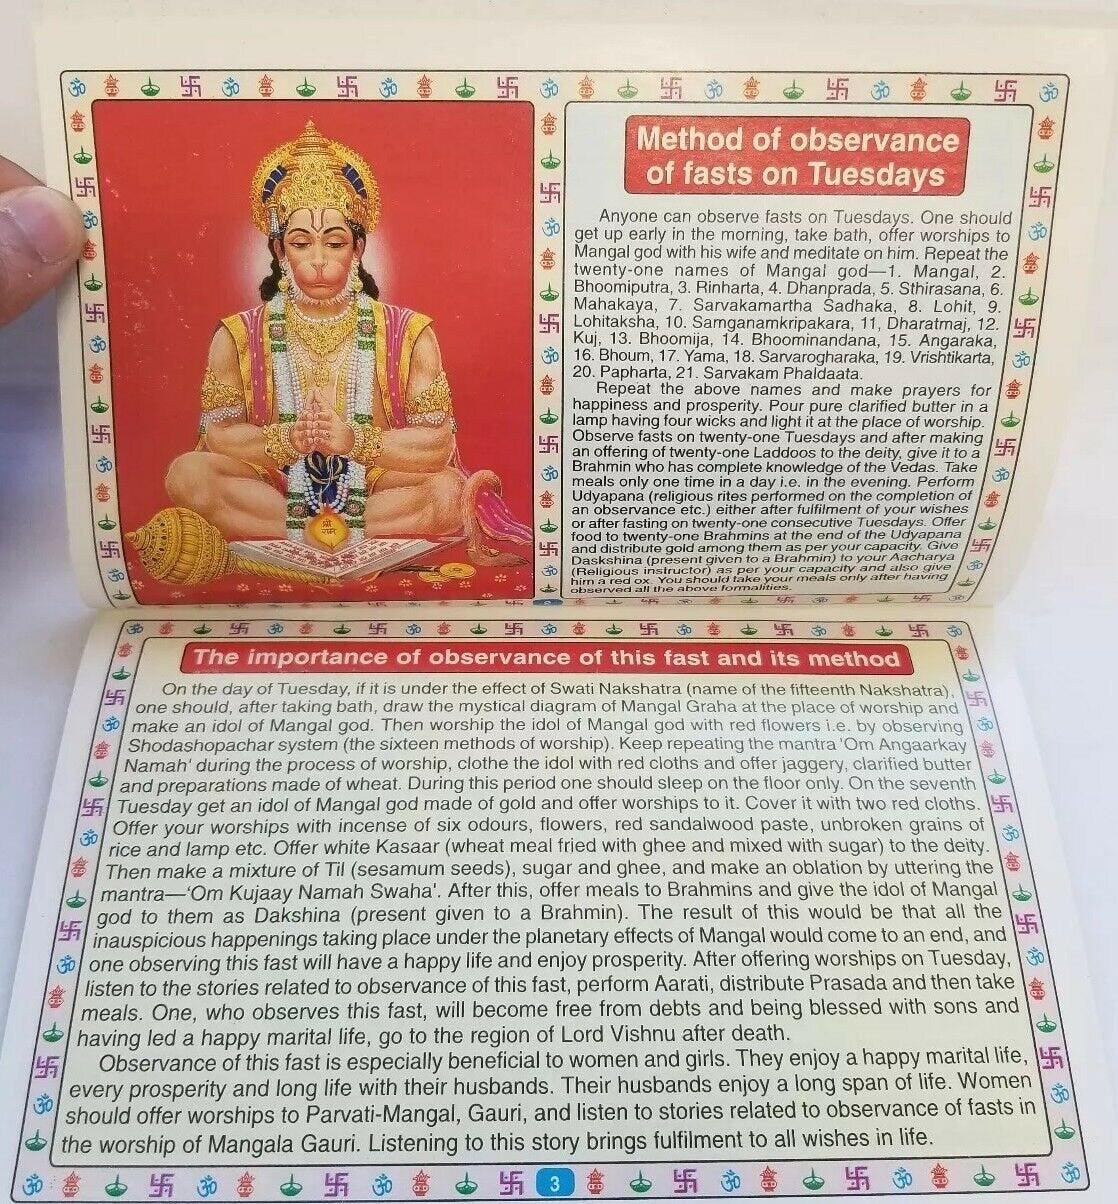 Method of observance
of fasts on Tuesdays
Anyone can observe fasts on Tuesdays. One should
get up early in the morning, take bath, offer worships to
Mangal god with his wife and meditate on him. Repeat the
twenty-one names of Mangal god—1. Mangal, 2.
Bhoomiputra, 3. Rinharta, 4. Dhanprada, 5. Sthirasana, 6.
Mahakaya, 7. Sarvakamartha Sadhaka, 8. Lohit, 9.
Lohitaksha, 10. Samganamkripakara, 11, Dharatmaj, 12.
Kuj, 13. Bhoomija, 14. Bhoominandana, 15. Angaraka,
16. Bhoum, 17. Yama, 18. Sarvarogharaka, 19. Vrishtikarta,
20. Papharta, 21. Sarvakam Phaldaata.
Repeat the above names and make prayers for
happiness and prosperity. Pour pure clarified butter in a
lamp having four wicks and light it at the place of worship.
Observe fasts on twenty-one Tuesdays and after making
an offering of twenty-one Laddoos to the deity, give it to a
Brahmin who has complete knowledge of the Vedas. Take
meals only one time in a day i.e. in the evening. Perform
Udyapana (religious rites performed on the completion of
an observance etc.) either after fulfilment of your wishes
or after fasting on twenty-one consecutive Tuesdays. Offer
food to twenty-one Brahmins at the end of the Udyapana
and distribute gold among them as per your capacity. Give
Daskshina (present given to a Brahmin) to your Aacharya
(Religious instructor) as per your capacity and also give
him a red ox. You should take your meals only after having
observed all the above formalities.
श्री
राम
The importance of observance of this fast and its method
On the day of Tuesday, if it is under the effect of Swati Nakshatra (name of the fifteenth Nakshatra),
one should, after taking bath, draw the mystical diagram of Mangal Graha at the place of worship and
make an idol of Mangal god. Then worship the idol of Mangal god with red flowers i.e. by observing
Shodashopachar system (the sixteen methods of worship). Keep repeating the mantra 'Om Angaarkay
Namah' during the process of worship, clothe the idol with red cloths and offer jaggery, clarified butter
and preparations made of wheat. During this period one should sleep on the floor only. On the seventh
Tuesday get an idol of Mangal god made of gold and offer worships to it. Cover it with two red cloths.
Offer your worships with incense of six odours, flowers, red sandalwood paste, unbroken grains of
rice and lamp etc. Offer white Kasaar (wheat meal fried with ghee and mixed with sugar) to the deity.
Then make a mixture of Til (sesamum seeds), sugar and ghee, and make an oblation by uttering the
mantra—'Om Kujaay Namah Swaha'. After this, offer meals to Brahmins and give the idol of Mangal
god to them as Dakshina (present given to a Brahmin). The result of this would be that all the
inauspicious happenings taking place under the planetary effects of Mangal would come to an end, and
one observing this fast will have a happy life and enjoy prosperity. After offering worships on Tuesday,
listen to the stories related to observance of this fast, perform Aarati, distribute Prasada and then take
meals. One, who observes this fast, will become free from debts and being blessed with sons and
having led a happy marital life, go to the region of Lord Vishnu after death.
Observance of this fast is especially beneficial to women and girls. They enjoy a happy marital life,
every prosperity and long life with their husbands. Their husbands enjoy a long span of life. Women
should offer worships to Parvati-Mangal, Gauri, and listen to stories related to observance of fasts in
the worship of Mangala Gauri. Listening to this story brings fulfilment to all wishes in life.
3